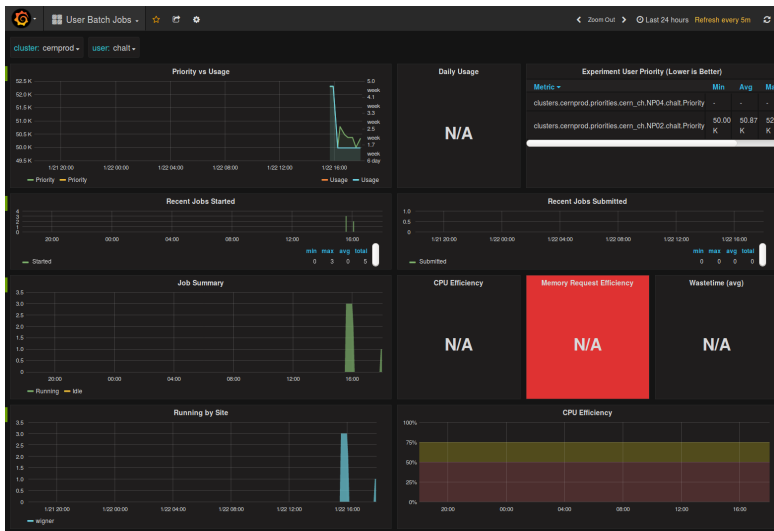 User Batch Jobs
Zoom Out Last 24 hours Refresh every 5m
cluster: cernprod user: chalt
Priority vs Usage
52.5 K
52.0 K
51.5 K
51.0 K
50.5 K
50.0 K
49.5 K
5.0 week
4.1 week
3.3 week
2.5 week
1.7 week
6 day
1/21 20:00 1/22 00:00 1/22 04:00 1/22 08:00 1/22 12:00 1/22 16:00
Priority Priority Usage Usage
Daily Usage
N/A
Experiment User Priority (Lower is Better)
Metric Min Avg Ma
clusters.cernprod.priorities.cern_ch.NP04.chalt.Priority - - -
clusters.cernprod.priorities.cern_ch.NP02.chalt.Priority 50.00 K 50.87 K 52 K
Recent Jobs Started
4
3
2
1
0
20:00 00:00 04:00 08:00 12:00 16:00
min max avg total
Started 0 3 0 5
Recent Jobs Submitted
1.0
0.5
0
1/21 20:00 1/22 00:00 1/22 04:00 1/22 08:00 1/22 12:00 1/22 16:00
min max avg total
Submitted 0 0 0 0
Job Summary
3.5
3.0
2.5
2.0
1.5
1.0
0.5
0
20:00 00:00 04:00 08:00 12:00 16:00
Running Idle
CPU Efficiency
N/A
Memory Request Efficiency
N/A
Wastetime (avg)
N/A
Running by Site
3.5
3.0
2.5
2.0
1.5
1.0
0.5
0
1/21 20:00 1/22 00:00 1/22 04:00 1/22 08:00 1/22 12:00 1/22 16:00
wigner
CPU Efficiency
100%
75%
50%
25%
0%
20:00 00:00 04:00 08:00 12:00 16:00